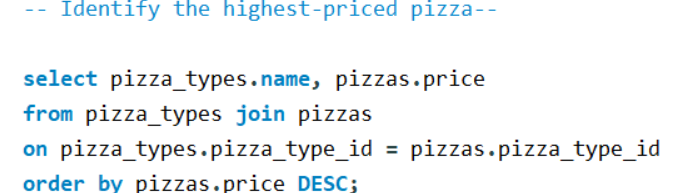 -- Identify the highest-priced pizza--
select pizza_types.name, pizzas.price
from pizza_types join pizzas
on pizza_types.pizza_type_id = pizzas.pizza_type_id
order by pizzas.price DESC;